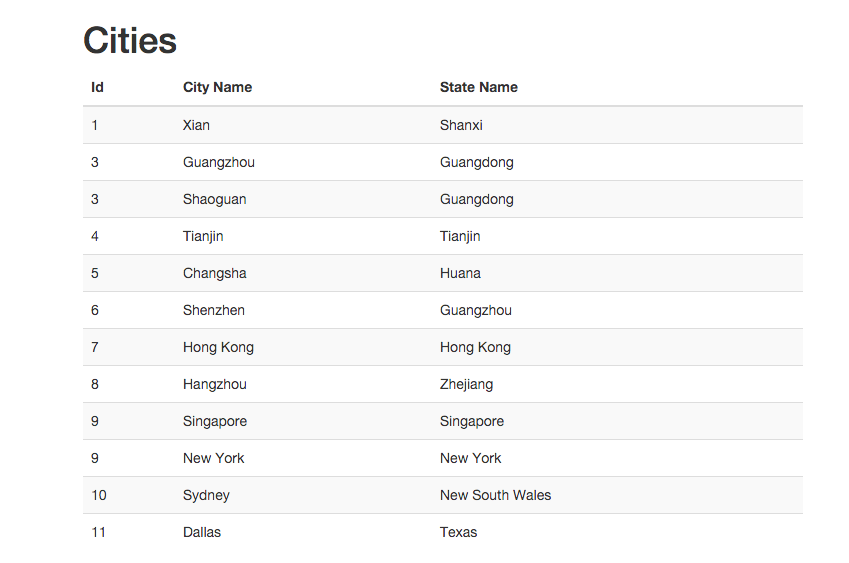 Cities
Id City Name State Name
1 Xian Shanxi
3 Guangzhou Guangdong
3 Shaoguan Guangdong
4 Tianjin Tianjin
5 Changsha Huana
6 Shenzhen Guangzhou
7 Hong Kong Hong Kong
8 Hangzhou Zhejiang
9 Singapore Singapore
9 New York New York
10 Sydney New South Wales
11 Dallas Texas